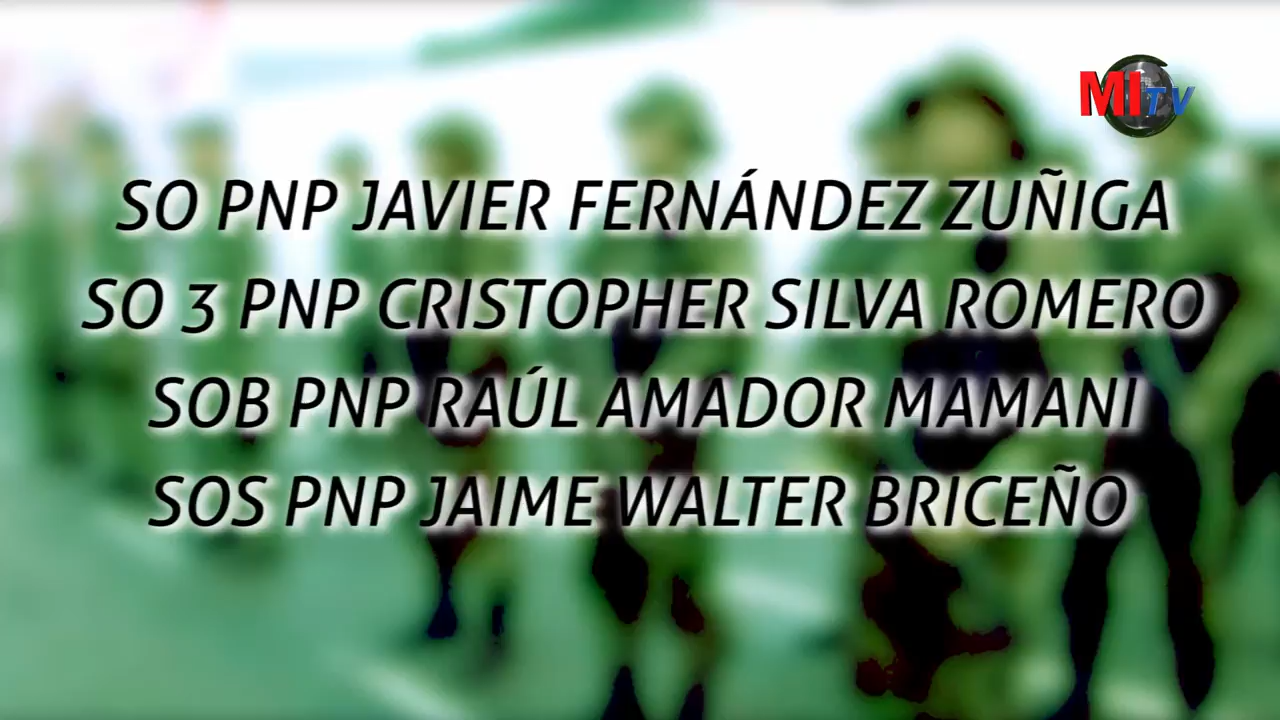 MI TV
SO PNP JAVIER FERNÁNDEZ ZUÑIGA
SO 3 PNP CRISTOPHER SILVA ROMERO
SOB PNP RAÚL AMADOR MAMANI
SOS PNP JAIME WALTER BRICEÑO